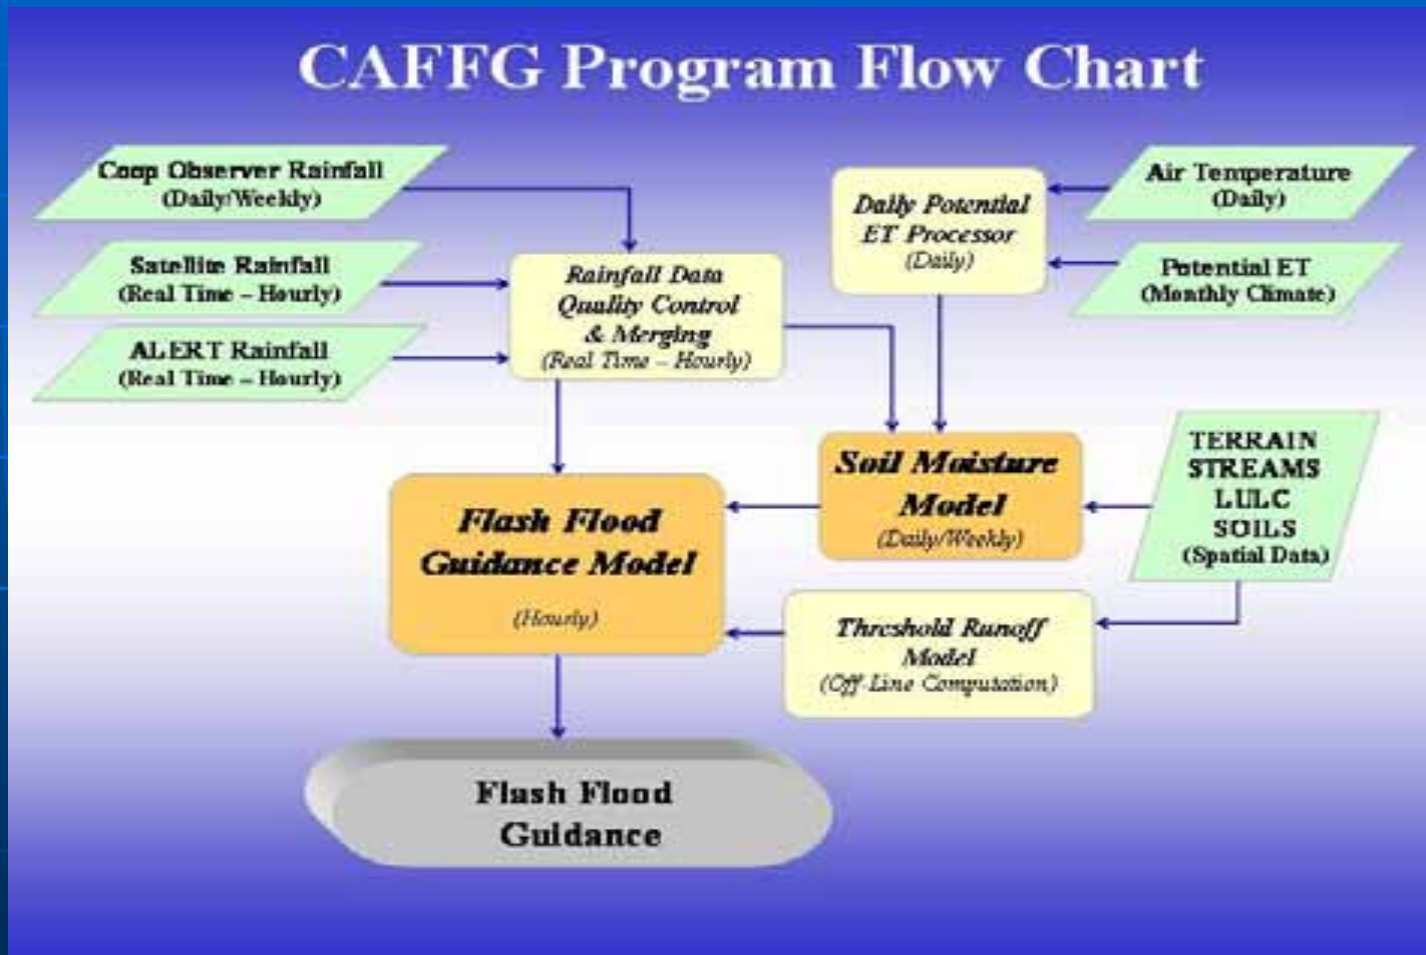 CAFFG Program Flow Chart
Coop Observer Rainfall
(Daily/Weekly)
Satellite Rainfall
(Real Time – Hourly)
ALERT Rainfall
(Real Time – Hourly)
Rainfall Data
Quality Control
& Merging
(Real Time – Hourly)
Daily Potential
ET Processor
(Daily)
Air Temperature
(Daily)
Potential ET
(Monthly Climate)
Soil Moisture
Model
(Daily/Weekly)
TERRAIN
STREAMS
LULC
SOILS
(Spatial Data)
Flash Flood
Guidance Model
(Hourly)
Threshold Runoff
Model
(Off-Line Computation)
Flash Flood
Guidance